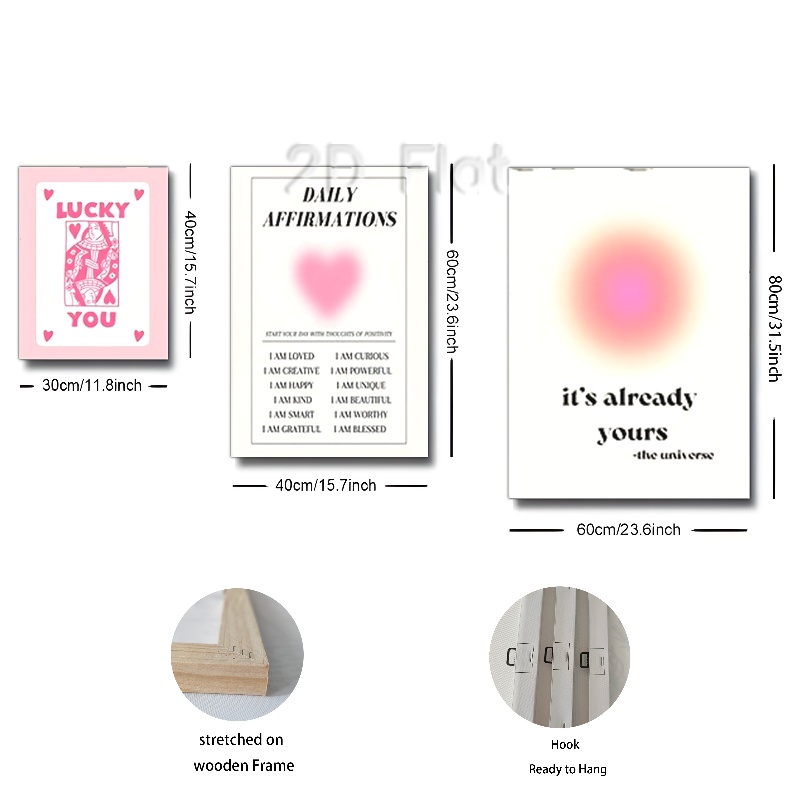 2D Flat
LUCKY
YOU
40cm/15.7inch
30cm/11.8inch
DAILY
AFFIRMATIONS
START YOUR DAY WITH THOUGHTS OF POSITIVITY
I AM LOVED I AM CURIOUS
I AM CREATIVE I AM POWERFUL
I AM HAPPY I AM UNIQUE
I AM KIND I AM BEAUTIFUL
I AM SMART I AM WORTHY
I AM GRATEFUL I AM BLESSED
60cm/23.6inch
40cm/15.7inch
it's already
yours
-the universe
80cm/31.5inch
60cm/23.6inch
stretched on
wooden Frame
Hook
Ready to Hang